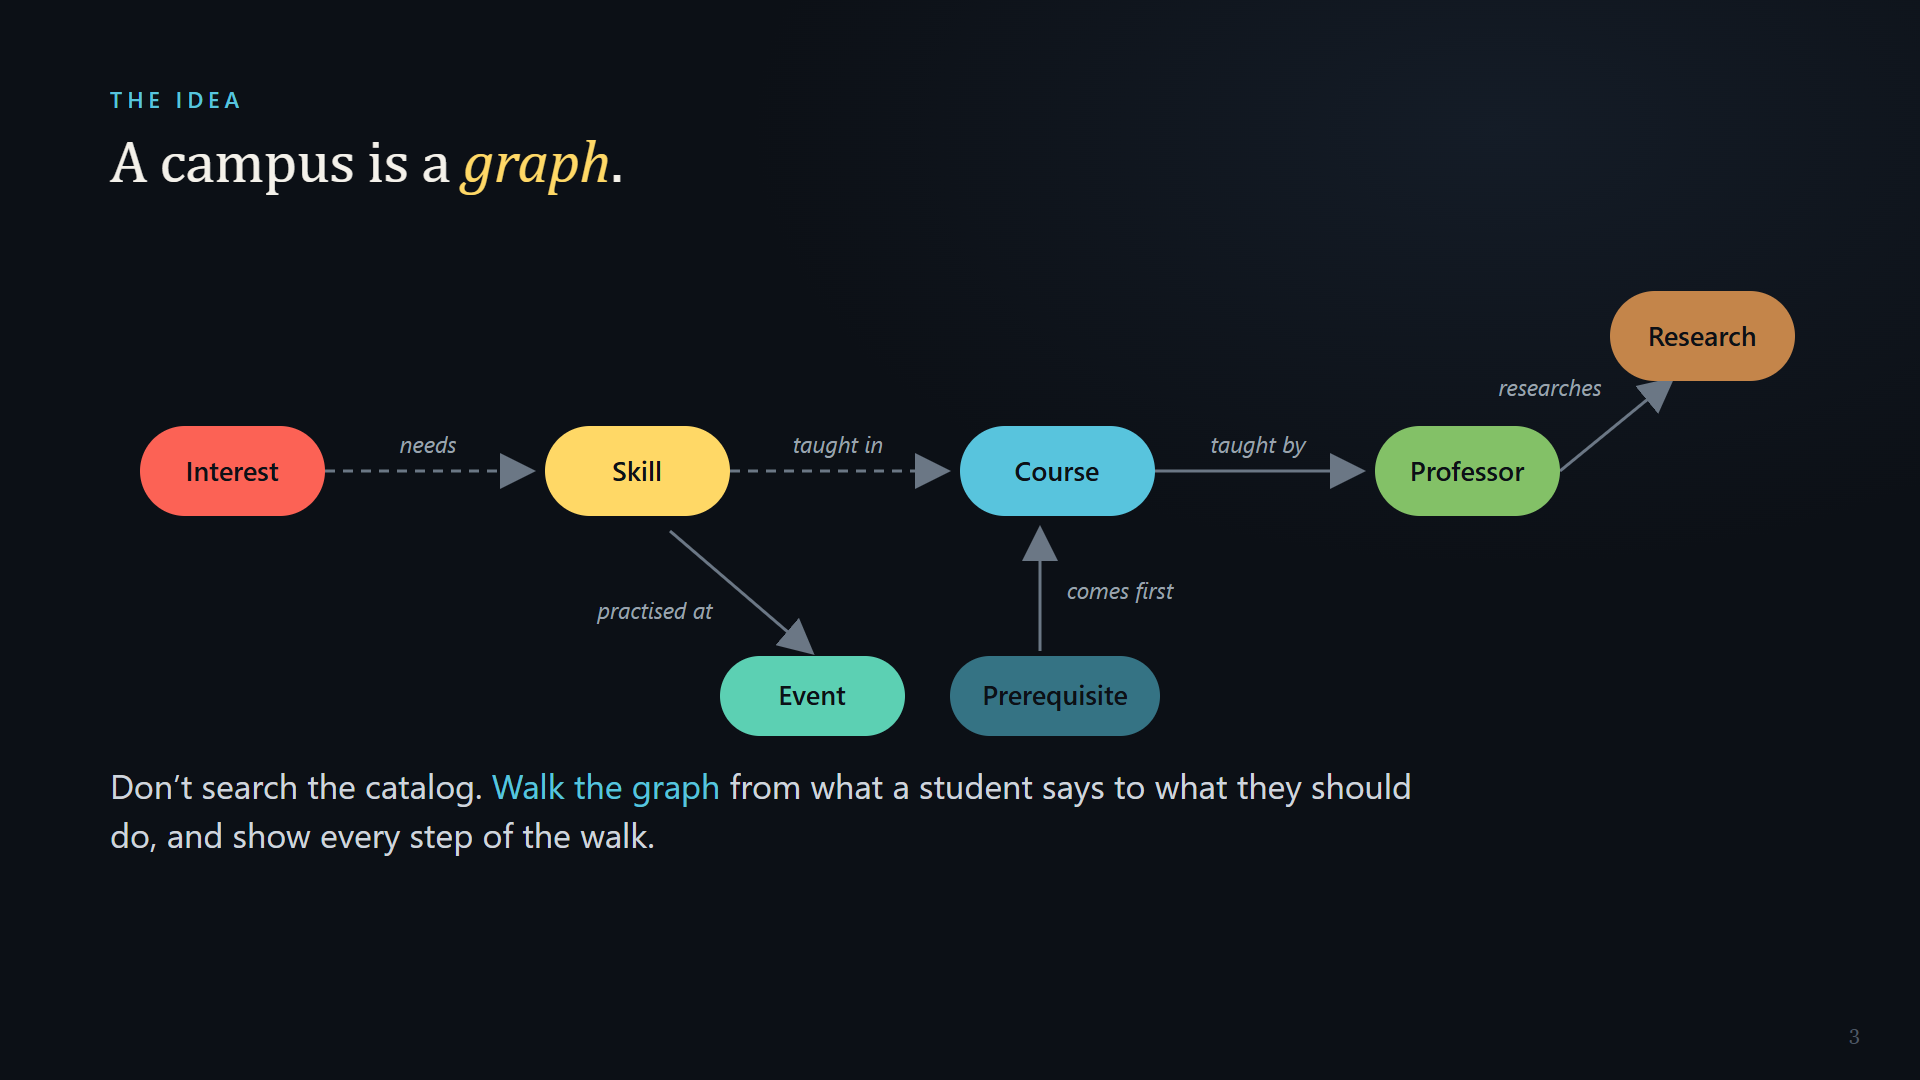 THE IDEA
A campus is a graph.
Research
researches
Interest
needs
Skill
taught in
Course
taught by
Professor
practised at
comes first
Event
Prerequisite
Don’t search the catalog. Walk the graph from what a student says to what they should
do, and show every step of the walk.
3